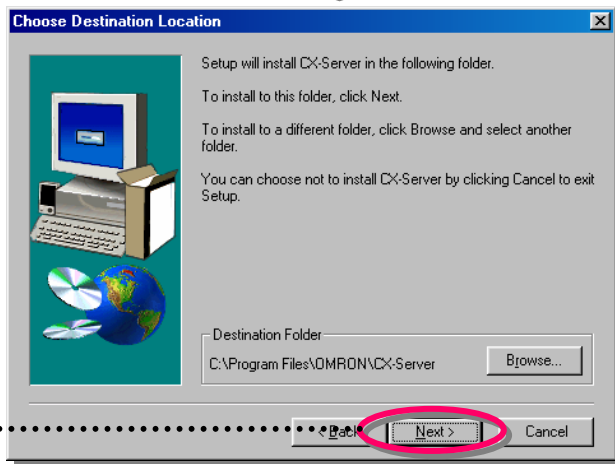 Choose Destination Location
Setup will install CX-Server in the following folder.
To install to this folder, click Next.
To install to a different folder, click Browse and select another
folder.
You can choose not to install CX-Server by clicking Cancel to exit
Setup.
Destination Folder
C:\Program Files\OMRON\CX-Server
Browse...
< Back
Next >
Cancel